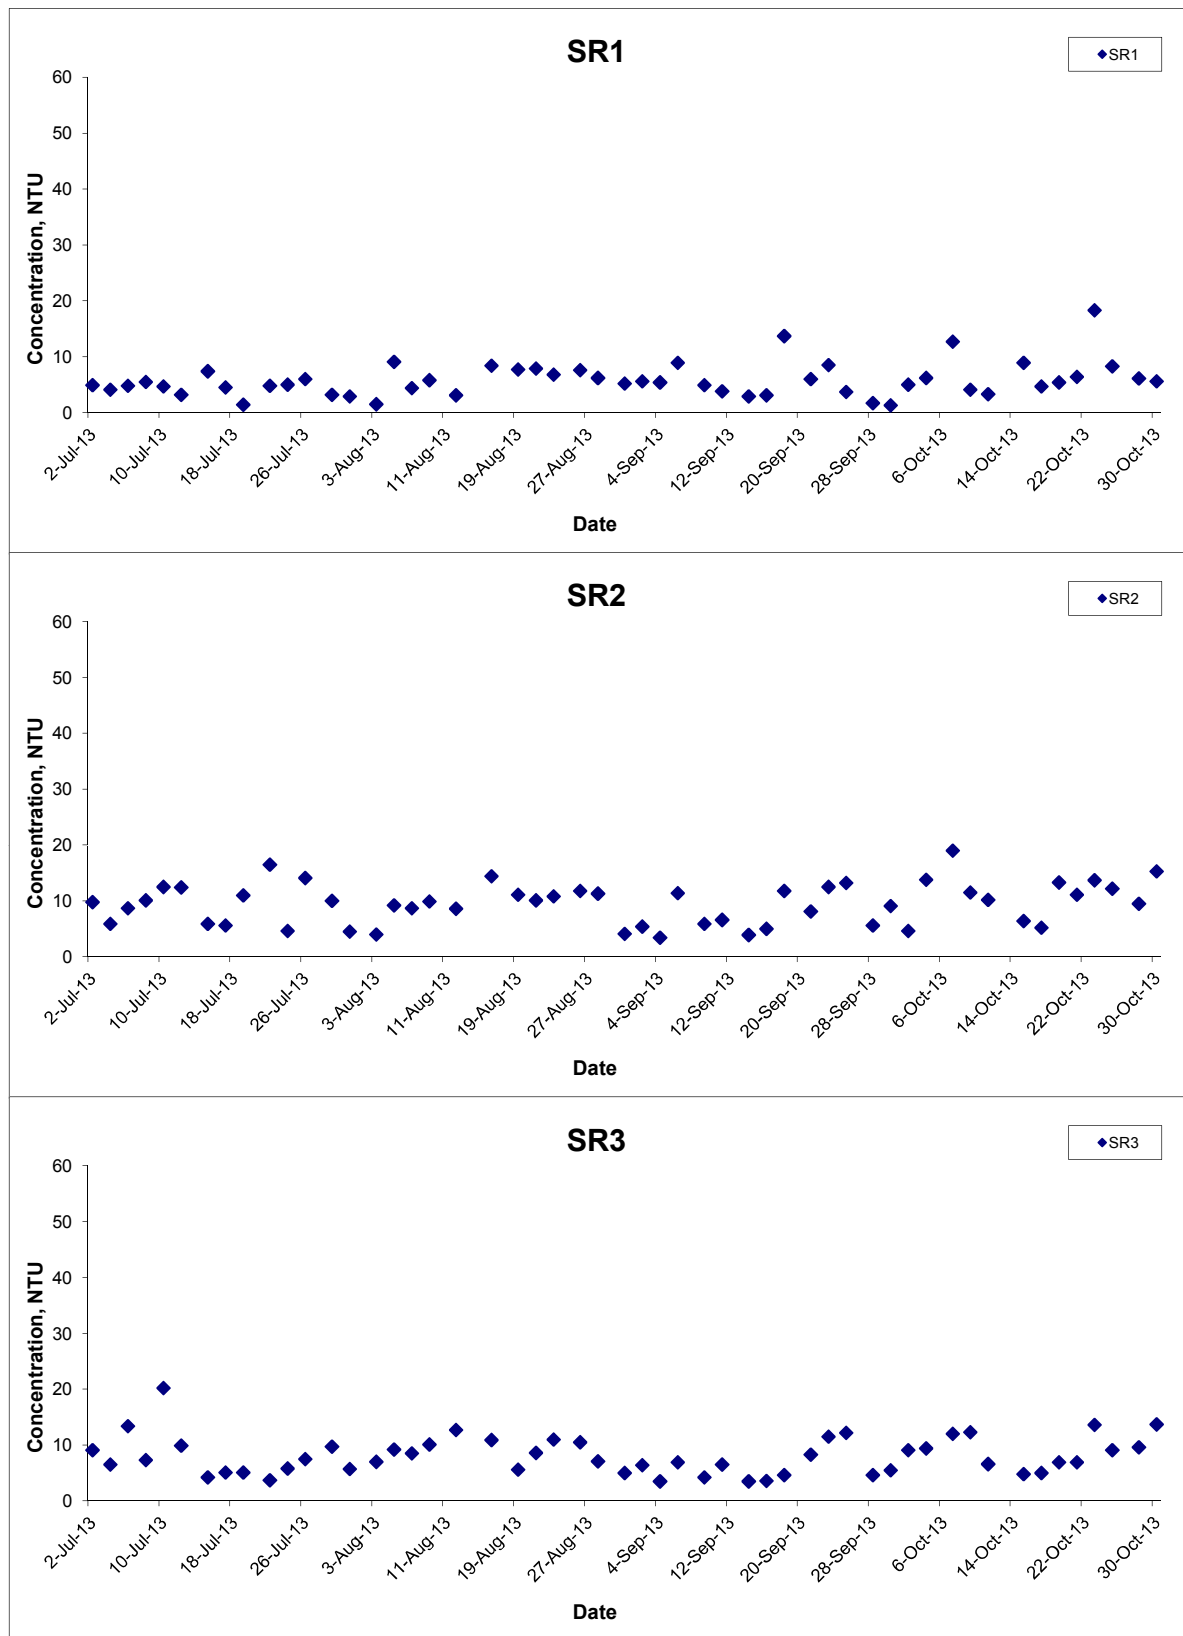 SR1
SR1
60
50
40
30
20
10
0
Concentration, NTU
2-Jul-13
10-Jul-13
18-Jul-13
26-Jul-13
3-Aug-13
11-Aug-13
19-Aug-13
27-Aug-13
4-Sep-13
12-Sep-13
20-Sep-13
28-Sep-13
6-Oct-13
14-Oct-13
22-Oct-13
30-Oct-13
Date
SR2
SR2
60
50
40
30
20
10
0
Concentration, NTU
2-Jul-13
10-Jul-13
18-Jul-13
26-Jul-13
3-Aug-13
11-Aug-13
19-Aug-13
27-Aug-13
4-Sep-13
12-Sep-13
20-Sep-13
28-Sep-13
6-Oct-13
14-Oct-13
22-Oct-13
30-Oct-13
Date
SR3
SR3
60
50
40
30
20
10
0
Concentration, NTU
2-Jul-13
10-Jul-13
18-Jul-13
26-Jul-13
3-Aug-13
11-Aug-13
19-Aug-13
27-Aug-13
4-Sep-13
12-Sep-13
20-Sep-13
28-Sep-13
6-Oct-13
14-Oct-13
22-Oct-13
30-Oct-13
Date